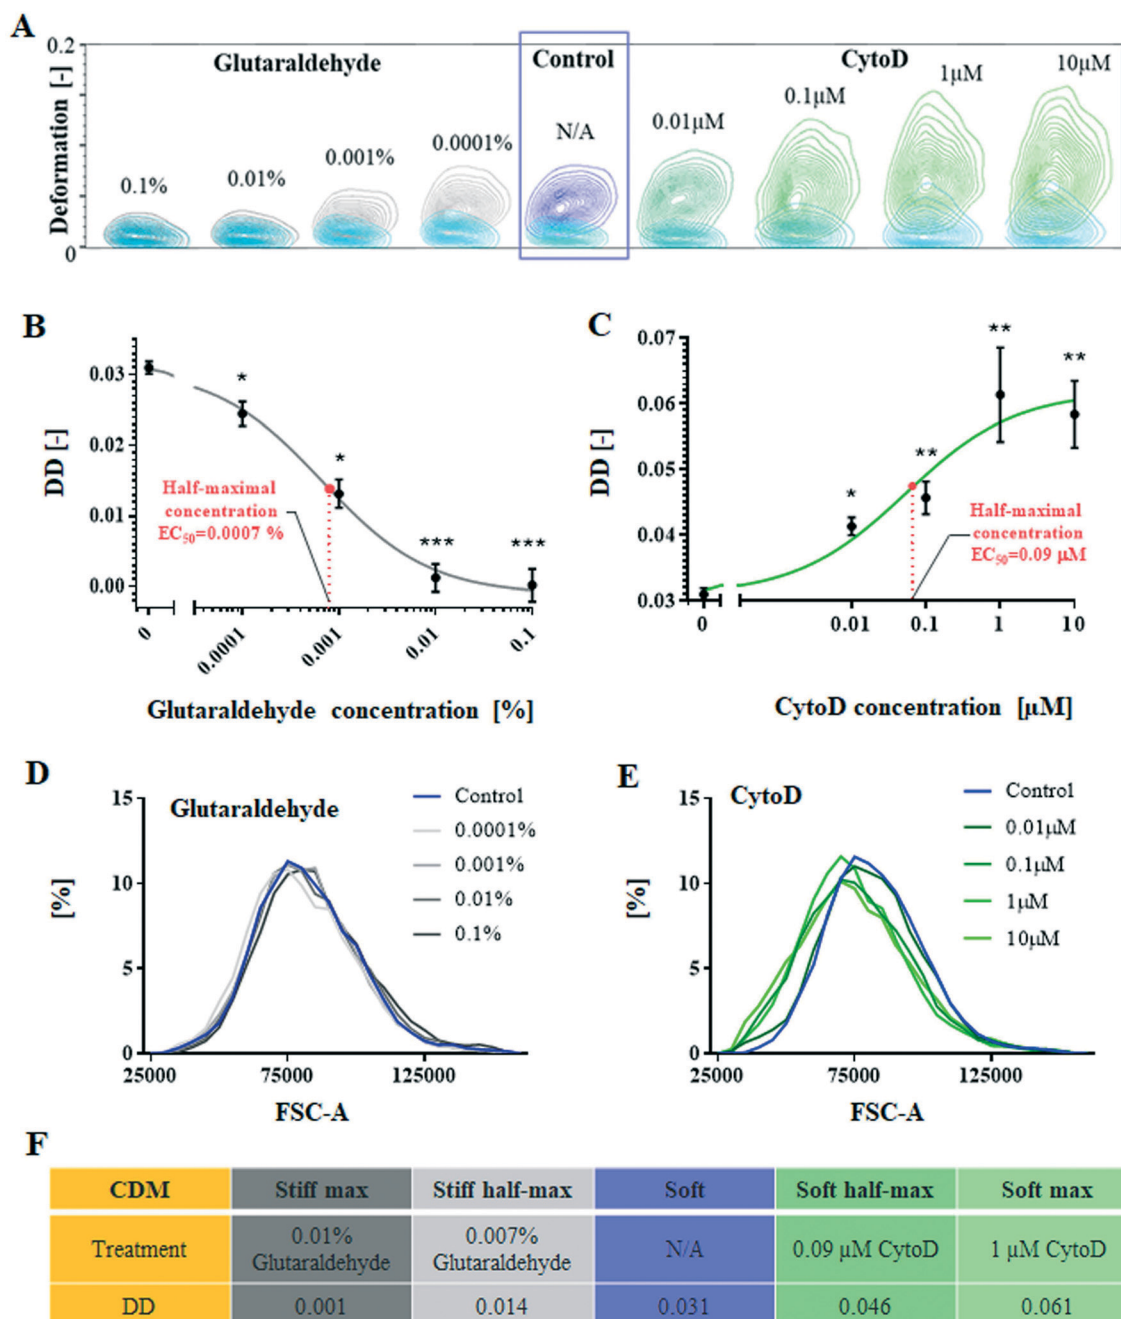 A
0.2
Deformation [-]
0
Glutaraldehyde
Control
CytoD
0.1%
0.01%
0.001%
0.0001%
N/A
0.01µM
0.1µM
1µM
10µM
B
0.03
0.02
0.01
0.00
DD [-]
*
*
***
***
Half-maximal
concentration
EC50=0.0007 %
0
0.0001
0.001
0.01
0.1
Glutaraldehyde concentration [%]
C
0.07
0.06
0.05
0.04
0.03
DD [-]
*
**
**
**
Half-maximal
concentration
EC50=0.09 µM
0
0.01
0.1
1
10
CytoD concentration [µM]
D
Glutaraldehyde
15
10
5
0
[%]
Control
0.0001%
0.001%
0.01%
0.1%
25000
75000
125000
FSC-A
E
CytoD
15
10
5
0
[%]
Control
0.01µM
0.1µM
1µM
10µM
25000
75000
125000
FSC-A
F
CDM Stiff max Stiff half-max Soft Soft half-max Soft max
Treatment 0.01% Glutaraldehyde 0.007% Glutaraldehyde N/A 0.09 µM CytoD 1 µM CytoD
DD 0.001 0.014 0.031 0.046 0.061